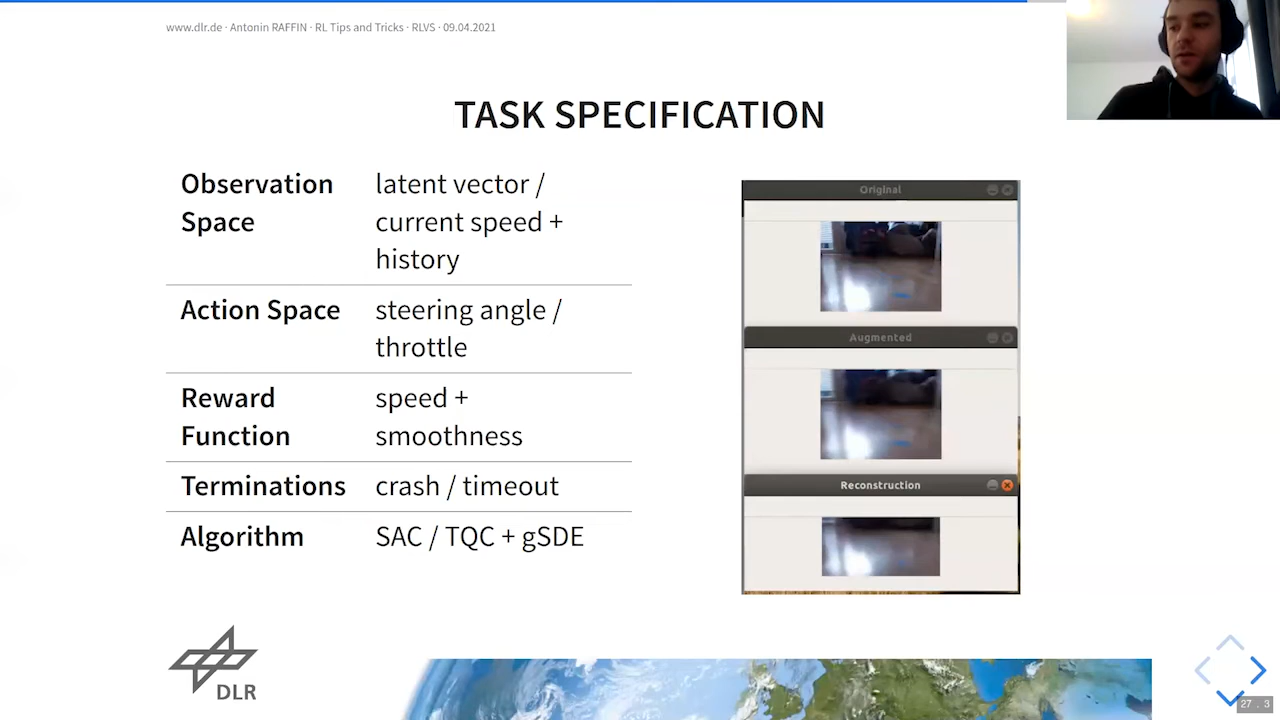 www.dlr.de · Antonin RAFFIN · RL Tips and Tricks · RLVS · 09.04.2021
TASK SPECIFICATION
Observation Space
latent vector /
current speed +
history
Action Space
steering angle /
throttle
Reward Function
speed +
smoothness
Terminations
crash / timeout
Algorithm
SAC / TQC + gSDE
Original
Augmented
Reconstruction
DLR
27 . 3